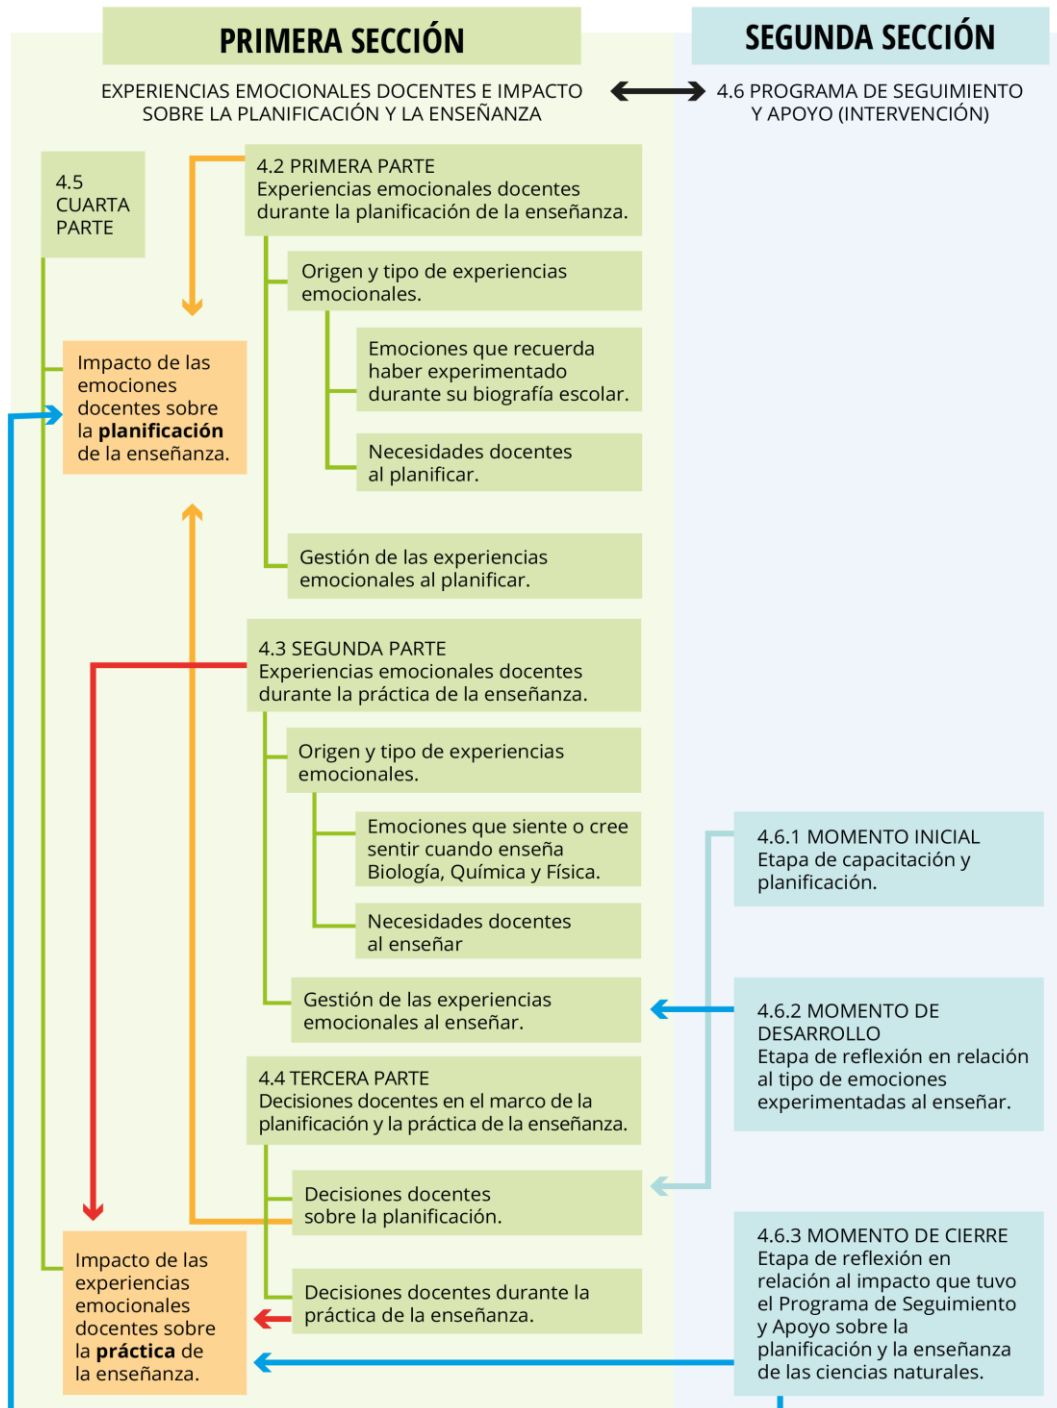 PRIMERA SECCIÓN
EXPERIENCIAS EMOCIONALES DOCENTES E IMPACTO
SOBRE LA PLANIFICACIÓN Y LA ENSEÑANZA
4.5
CUARTA
PARTE
Impacto de las
emociones
docentes sobre
la planificación
de la enseñanza.
Impacto de las
experiencias
emocionales
docentes sobre
la práctica de
la enseñanza.
4.2 PRIMERA PARTE
Experiencias emocionales docentes
durante la planificación de la enseñanza.
Origen y tipo de experiencias
emocionales.
Emociones que recuerda
haber experimentado
durante su biografía escolar.
Necesidades docentes
al planificar.
Gestión de las experiencias
emocionales al planificar.
4.3 SEGUNDA PARTE
Experiencias emocionales docentes
durante la práctica de la enseñanza.
Origen y tipo de experiencias
emocionales.
Emociones que siente o cree
sentir cuando enseña
Biología, Química y Física.
Necesidades docentes
al enseñar
Gestión de las experiencias
emocionales al enseñar.
4.4 TERCERA PARTE
Decisiones docentes en el marco de la
planificación y la práctica de la enseñanza.
Decisiones docentes
sobre la planificación.
Decisiones docentes durante la
práctica de la enseñanza.
SEGUNDA SECCIÓN
4.6 PROGRAMA DE SEGUIMIENTO
Y APOYO (INTERVENCIÓN)
4.6.1 MOMENTO INICIAL
Etapa de capacitación y
planificación.
4.6.2 MOMENTO DE
DESARROLLO
Etapa de reflexión en relación
al tipo de emociones
experimentadas al enseñar.
4.6.3 MOMENTO DE CIERRE
Etapa de reflexión en
relación al impacto que tuvo
el Programa de Seguimiento
y Apoyo sobre la
planificación y la enseñanza
de las ciencias naturales.